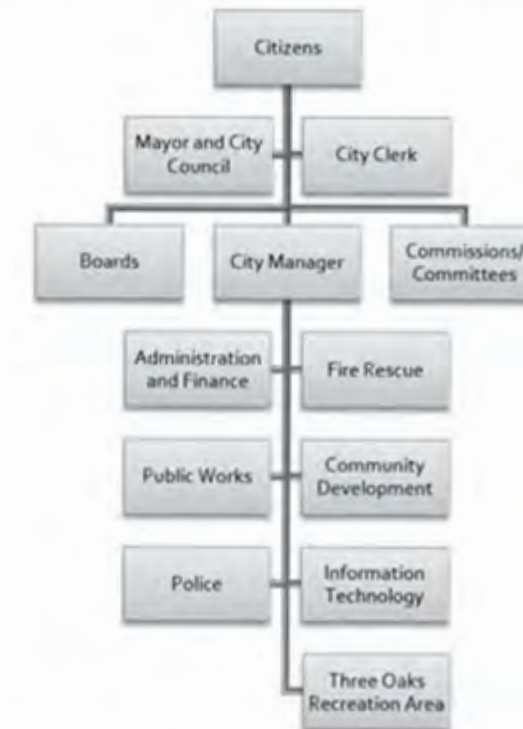 Citizens
Mayor and City
Council
City Clerk
Boards
City Manager
Commissions/
Committees
Administration
and Finance
Fire Rescue
Public Works
Community
Development
Police
Information
Technology
Three Oaks
Recreation Area